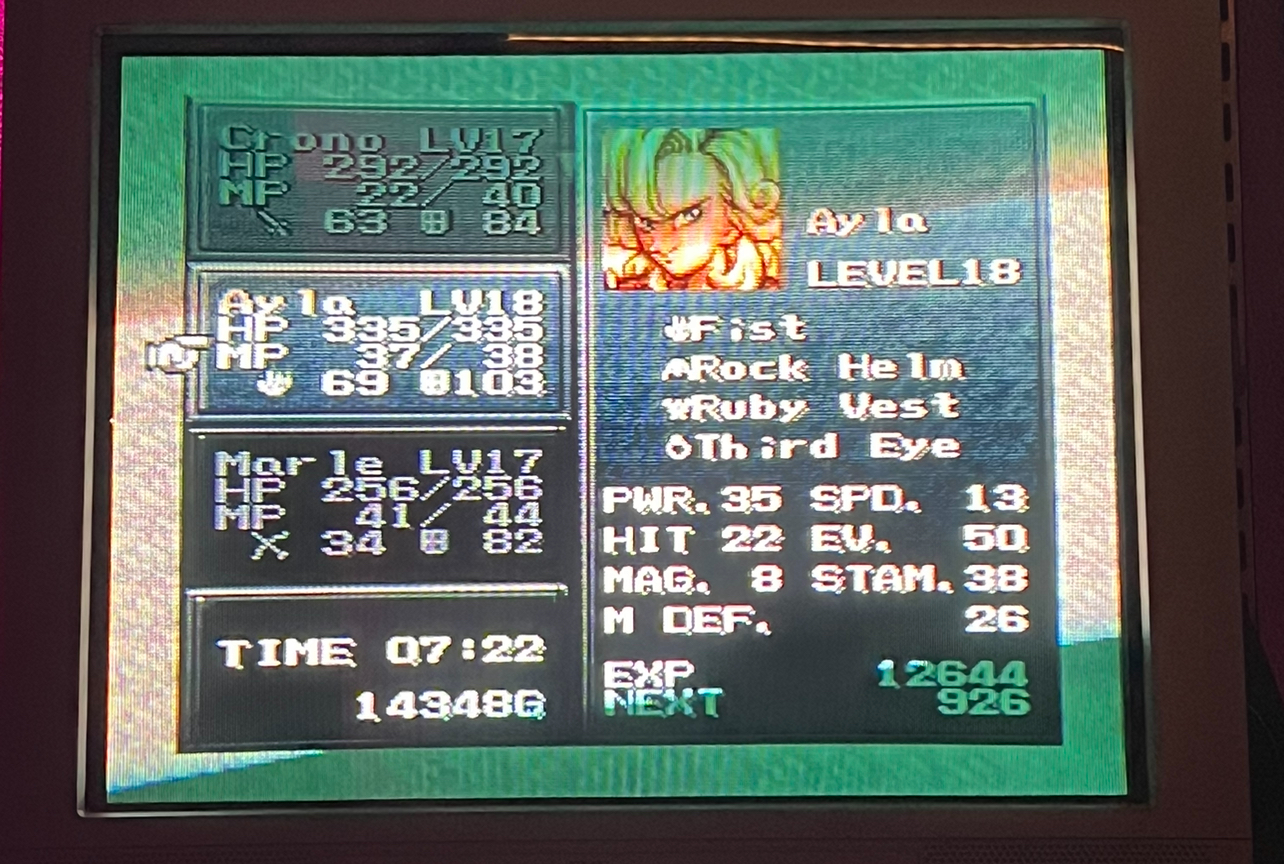 Crono LV17
HP 292/292
MP 22/ 40
63 84
Ayla LV18
HP 335/335
MP 37/ 38
69 103
Marle LV17
HP 256/256
MP 41/ 44
34 82
TIME 07:22
14348G
Ayla
LEVEL18
Fist
Rock Helm
Ruby Vest
Third Eye
PWR. 35 SPD. 13
HIT 22 EV. 50
MAG. 8 STAM. 38
M DEF. 26
EXP 12644
NEXT 926